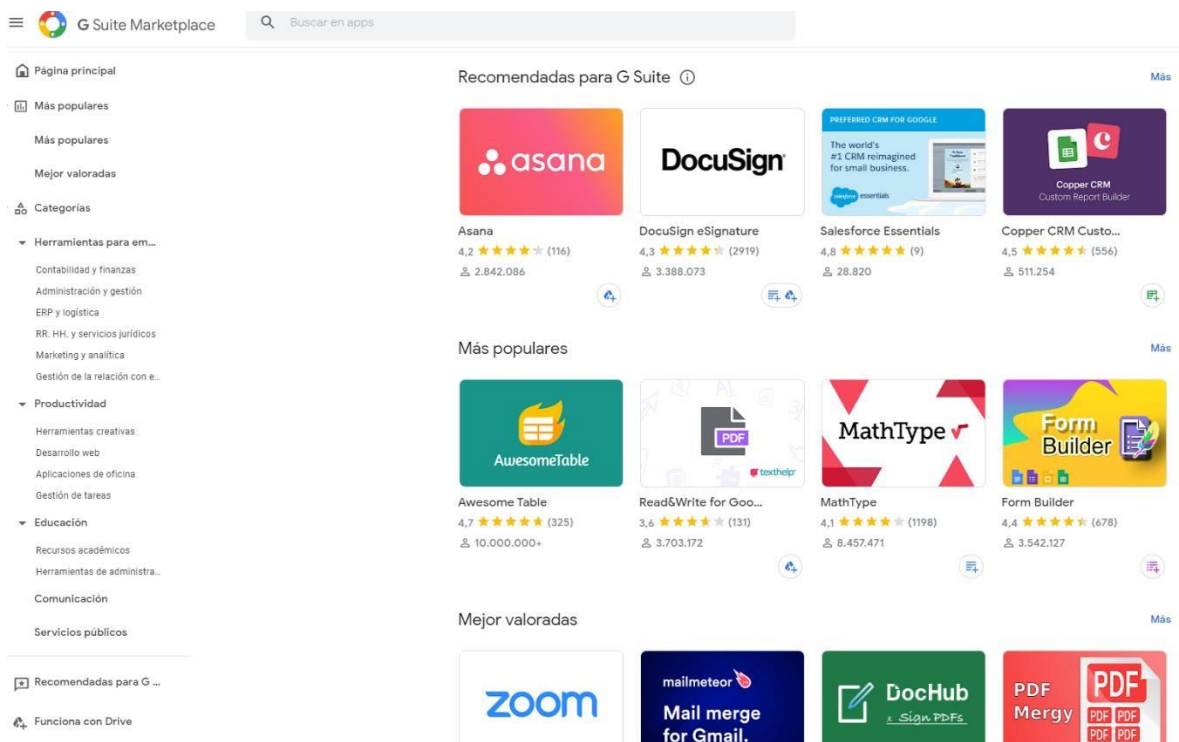 G Suite Marketplace
Buscar en apps
Página principal
Más populares
Más populares
Mejor valoradas
Categorías
Herramientas para em...
Contabilidad y finanzas
Administración y gestión
ERP y logística
RR. HH. y servicios jurídicos
Marketing y analítica
Gestión de la relación con e...
Productividad
Herramientas creativas
Desarrollo web
Aplicaciones de oficina
Gestión de tareas
Educación
Recursos académicos
Herramientas de administra...
Comunicación
Servicios públicos
Recomendadas para G ...
Funciona con Drive
Recomendadas para G Suite
Más
asana
Asana
4,2 (116)
2.842.086
DocuSign
DocuSign eSignature
4,3 (2919)
3.388.073
PREFERRED CRM FOR GOOGLE
The world's
#1 CRM reimagined
for small business.
salesforce essentials
Salesforce Essentials
4,8 (9)
28.820
Copper CRM
Custom Report Builder
Copper CRM Custo...
4,5 (556)
511.254
Más populares
Más
AwesomeTable
Awesome Table
4,7 (325)
10.000.000+
PDF
texthelp
Read&Write for Goo...
3,6 (131)
3.703.172
MathType
MathType
4,1 (1198)
8.457.471
Form
Builder
Form Builder
4,4 (678)
3.542.127
Mejor valoradas
Más
zoom
mailmeteor
Mail merge
for Gmail.
DocHub
Sign PDFs
PDF
Mergy
PDF
PDF PDF
PDF PDF